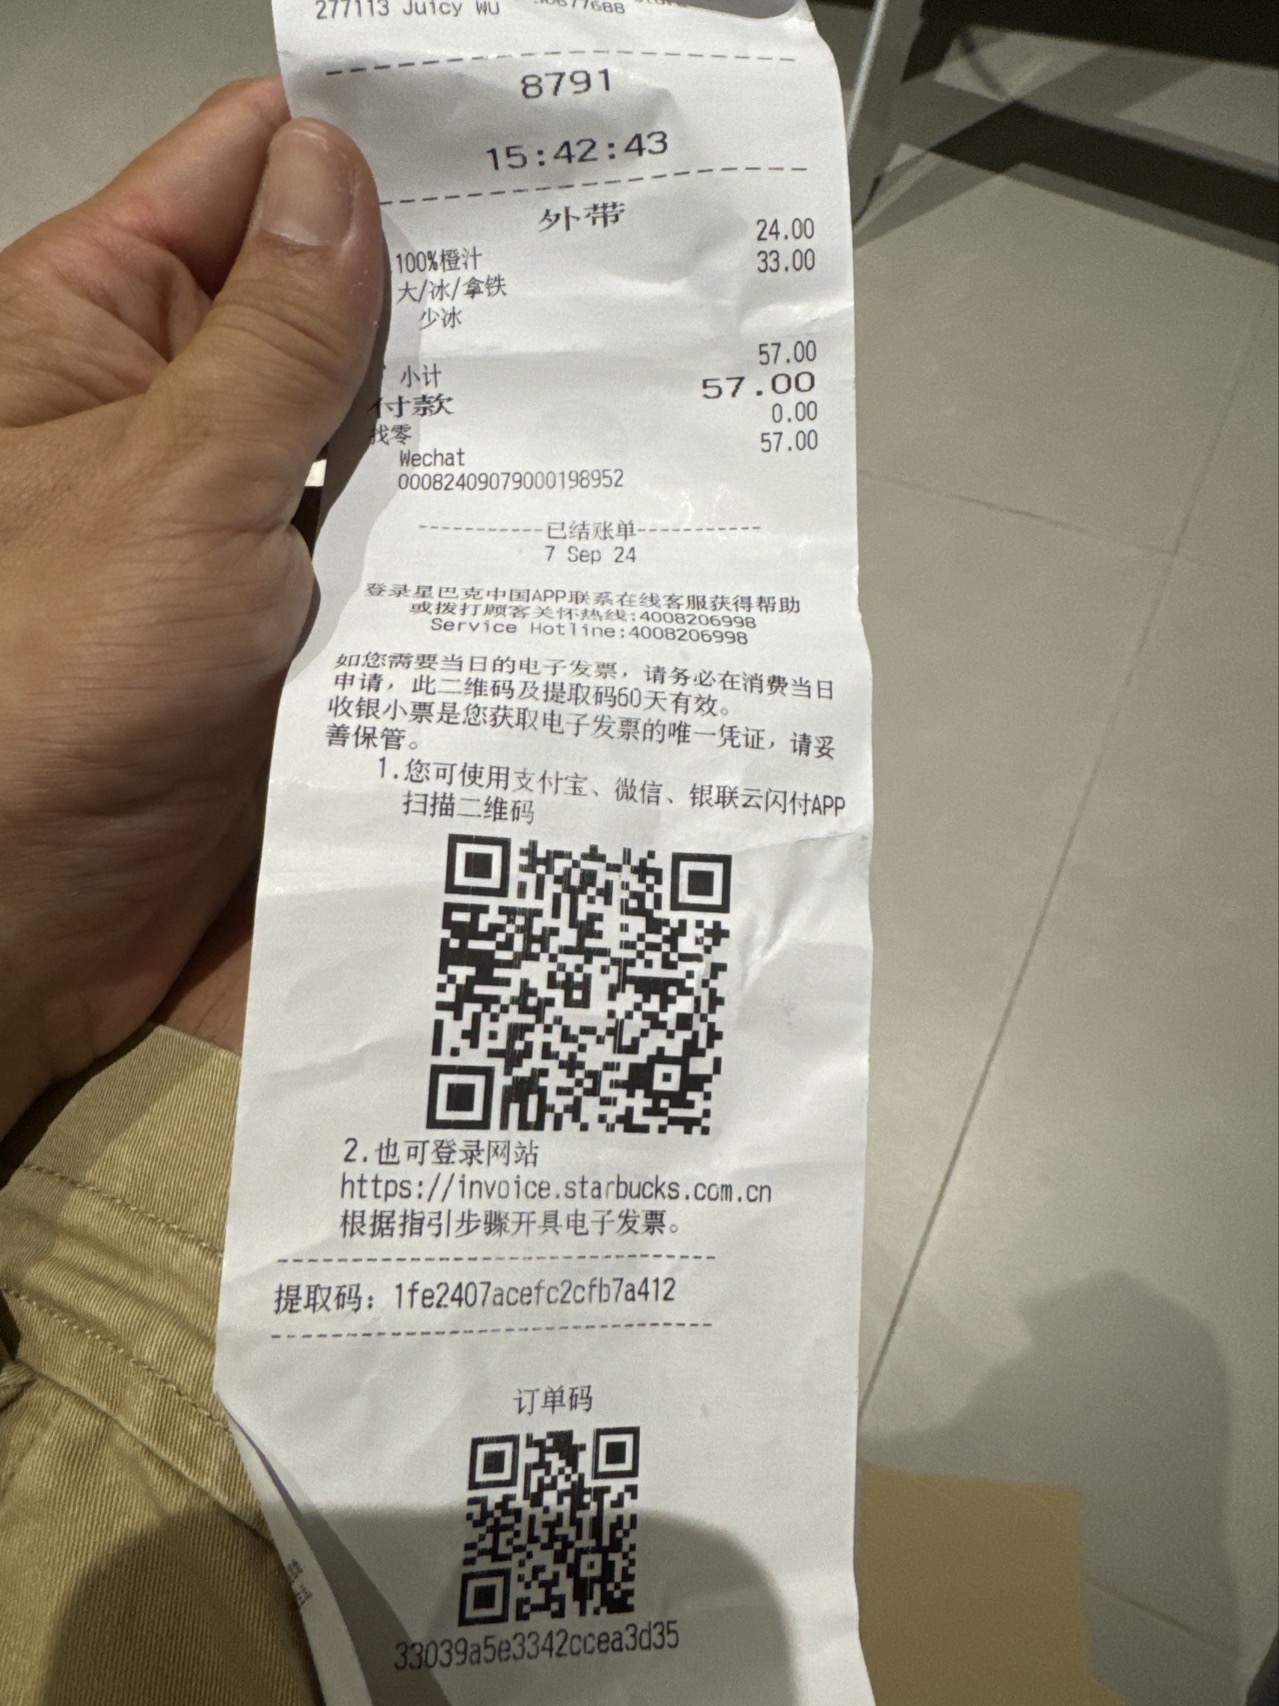 277113 Juicy WU
8791
15:42:43
外带
100%橙汁 24.00
大/冰/拿铁 33.00
少冰
小计 57.00
付款 57.00
找零 0.00
Wechat 57.00
00082409079000198952
-----------已结账单-----------
7 Sep 24
登录星巴克中国APP联系在线客服获得帮助
或拨打顾客关怀热线:4008206998
Service Hotline:4008206998
如您需要当日的电子发票，请务必在消费当日
申请，此二维码及提取码60天有效。
收银小票是您获取电子发票的唯一凭证，请妥
善保管。
1.您可使用支付宝、微信、银联云闪付APP
扫描二维码
2.也可登录网站
https://invoice.starbucks.com.cn
根据指引步骤开具电子发票。
提取码：1fe2407acefc2cfb7a412
订单码
33039a5e3342ccea3d35